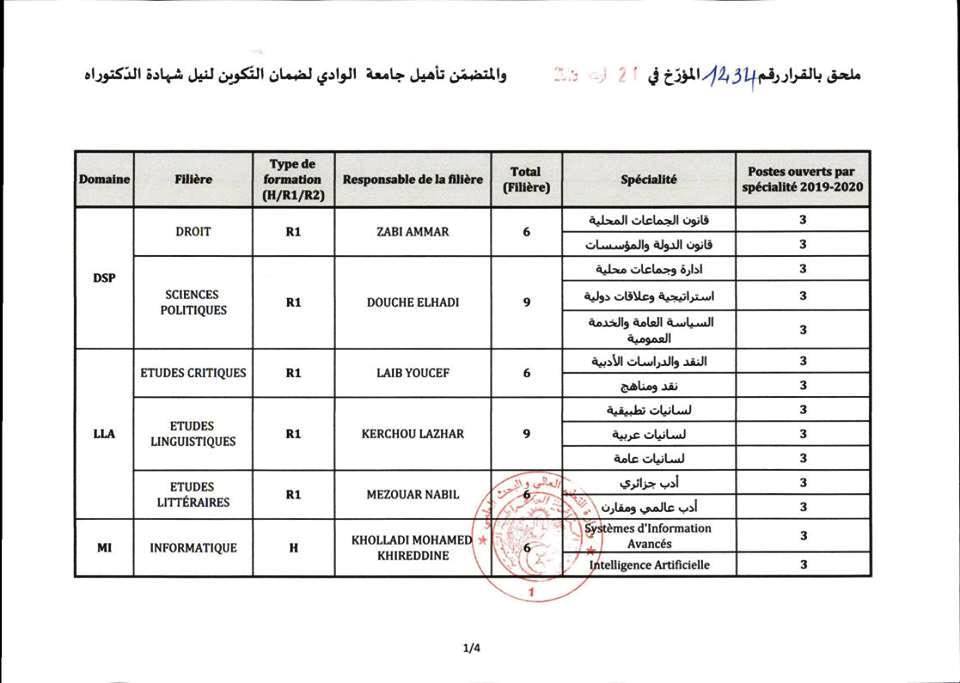 ملحق بالقرار رقم 1234 المؤرّخ في 21 والمتضمّن تأهيل جامعة الوادي لضمان التّكوين لنيل شهادة الدّكتوراه
Domaine Filière Type de formation (H/R1/R2) Responsable de la filière Total (Filière) Spécialité Postes ouverts par spécialité 2019-2020
DSP
DROIT R1 ZABI AMMAR 6
قانون الجماعات المحلية 3
قانون الدولة والمؤسسات 3
SCIENCES POLITIQUES R1 DOUCHE ELHADI 9
ادارة وجماعات محلية 3
استراتيجية وعلاقات دولية 3
السياسة العامة والخدمة
العمومية 3
LLA
ETUDES CRITIQUES R1 LAIB YOUCEF 6
النقد والدراسات الأدبية 3
نقد ومناهج 3
ETUDES LINGUISTIQUES R1 KERCHOU LAZHAR 9
لسانيات تطبيقية 3
لسانيات عربية 3
لسانيات عامة 3
ETUDES LITTÉRAIRES R1 MEZOUAR NABIL 6
أدب جزائري 3
أدب عالمي ومقارن 3
MI
INFORMATIQUE H KHOLLADI MOHAMED KHIREDDINE 6
Systèmes d'Information
Avancés 3
Intelligence Artificielle 3
1
1/4